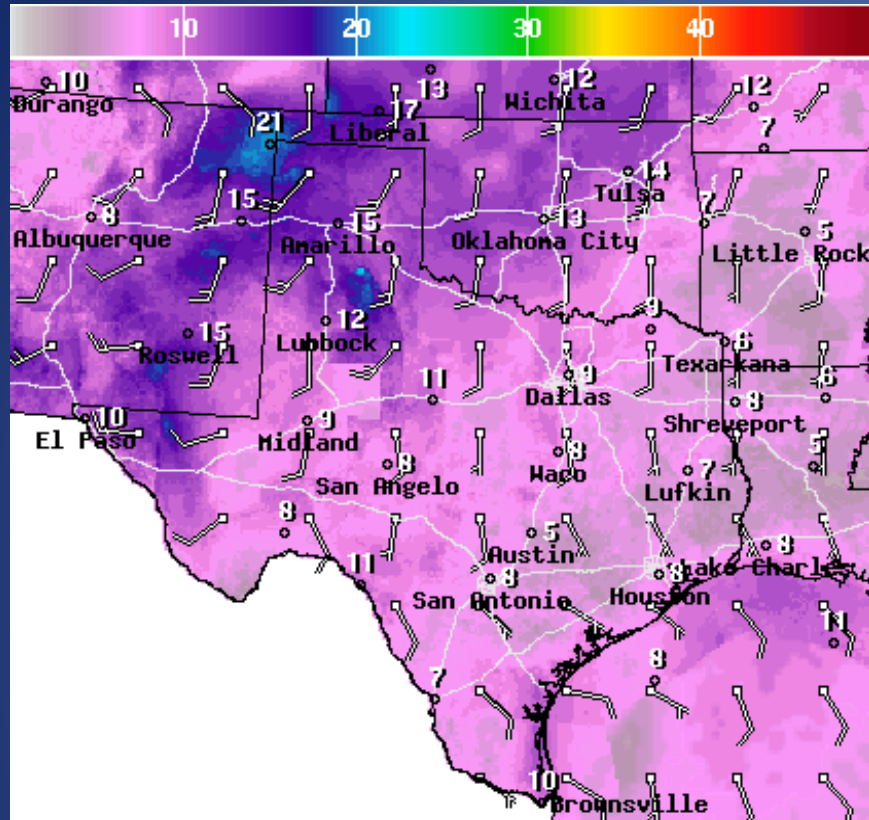 10 20 30 40
10 13 12 12
Durango Wichita
17
Liberal
21 7
14
Tulsa
8 15 15 13 7 5
Albuquerque Amarillo Oklahoma City Little Rock
15 12 9 6
Roswell Lubbock Texarkana
11 9 8 6
Dallas
10 9 Shreveport
El Paso Midland
8 8 7 5
San Angelo Waco Lufkin
8 5 8
Austin Lake Charles
11 8 8
San Antonio Houston
11
7 8
10
Brownsville